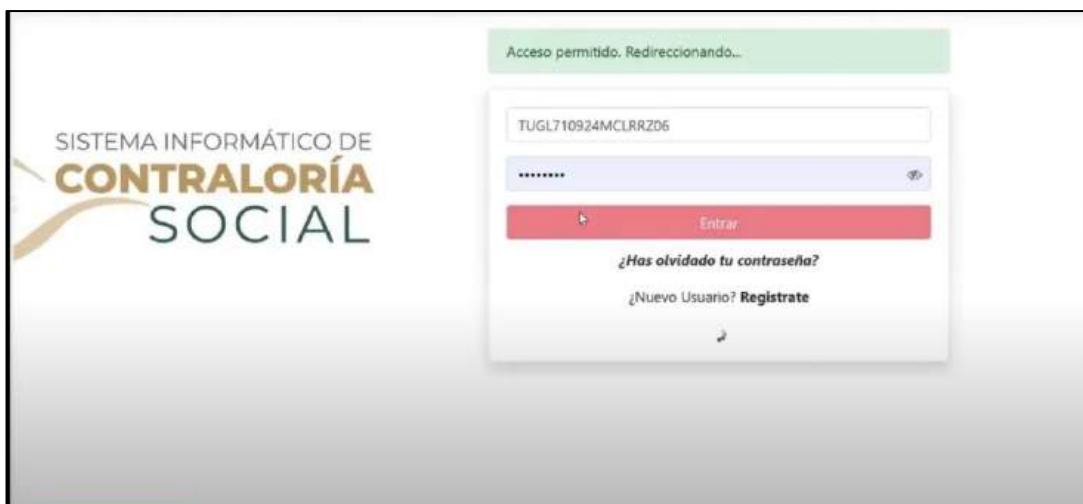 Acceso permitido. Redireccionando...
SISTEMA INFORMÁTICO DE
CONTRALORÍA
SOCIAL
TUGL710924MCLRRZ06
••••••••
Entrar
¿Has olvidado tu contraseña?
¿Nuevo Usuario? Registrate